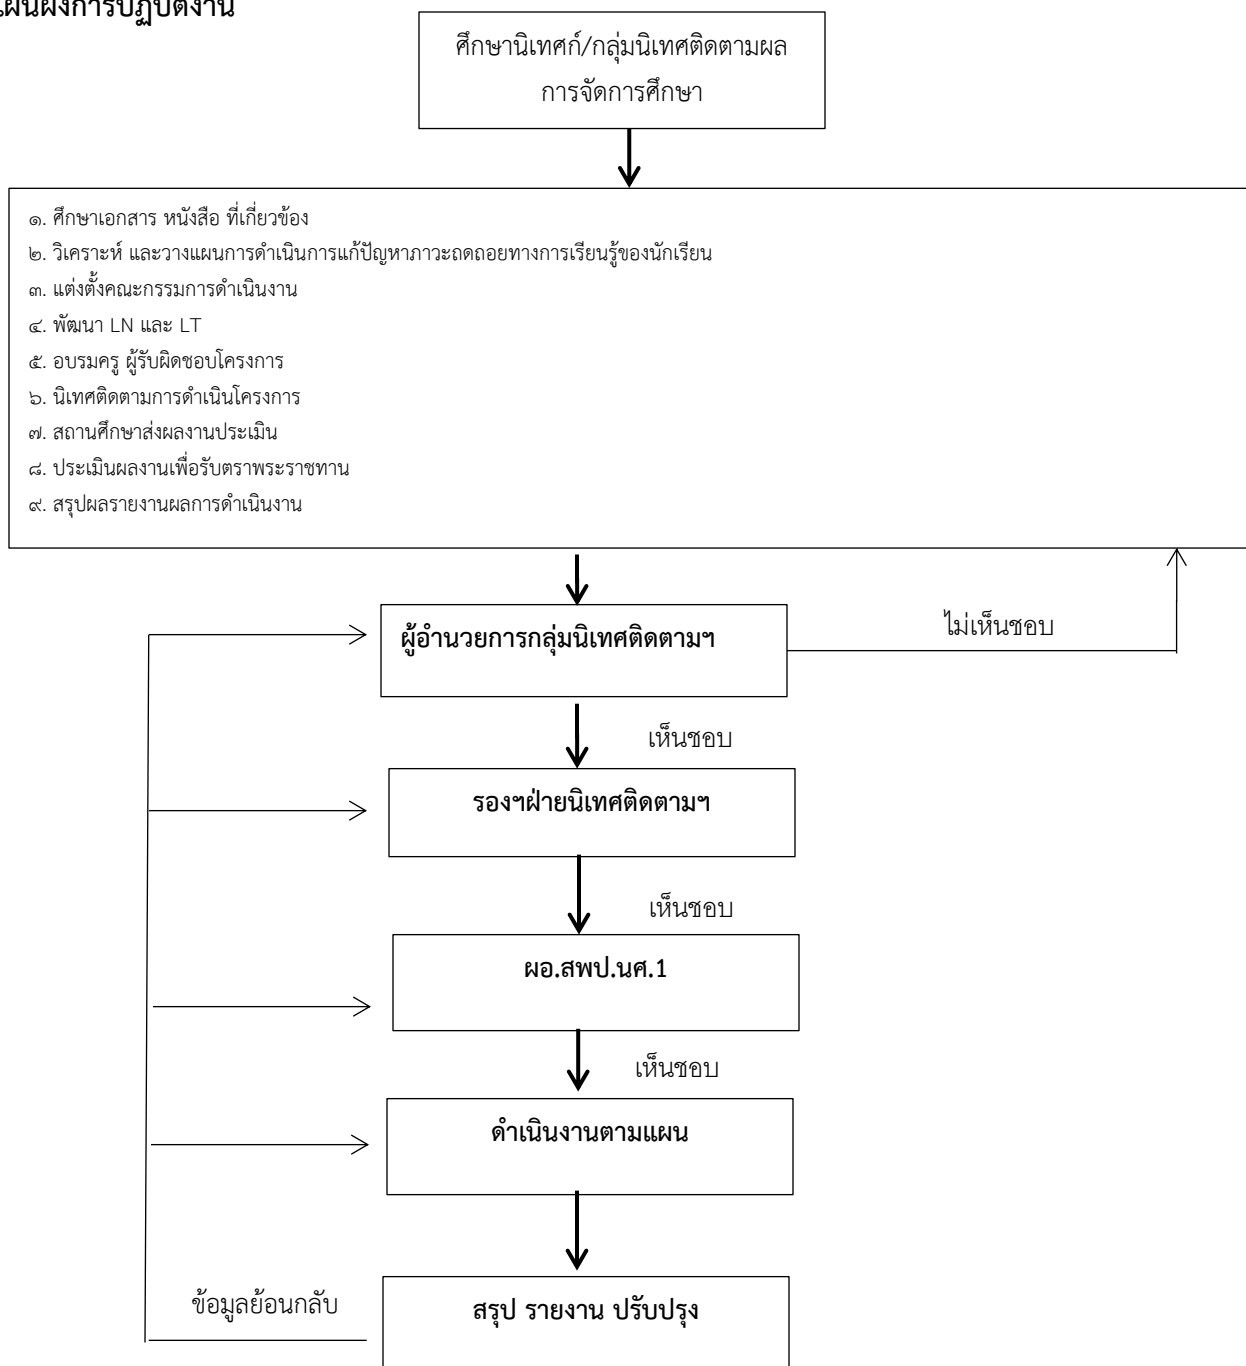 แผนผังการปฏิบัติงาน
ศึกษานิเทศก์/กลุ่มนิเทศติดตามผล
การจัดการศึกษา
๑. ศึกษาเอกสาร หนังสือ ที่เกี่ยวข้อง
๒. วิเคราะห์ และวางแผนการดำเนินการแก้ปัญหาภาวะถดถอยทางการเรียนรู้ของนักเรียน
๓. แต่งตั้งคณะกรรมการดำเนินงาน
๔. พัฒนา LN และ LT
๕. อบรมครู ผู้รับผิดชอบโครงการ
๖. นิเทศติดตามการดำเนินโครงการ
๗. สถานศึกษาส่งผลงานประเมิน
๘. ประเมินผลงานเพื่อรับตราพระราชทาน
๙. สรุปผลรายงานผลการดำเนินงาน
ผู้อำนวยการกลุ่มนิเทศติดตามฯ
ไม่เห็นชอบ
เห็นชอบ
รองฯฝ่ายนิเทศติดตามฯ
เห็นชอบ
ผอ.สพป.นศ.1
เห็นชอบ
ดำเนินงานตามแผน
ข้อมูลย้อนกลับ
สรุป รายงาน ปรับปรุง